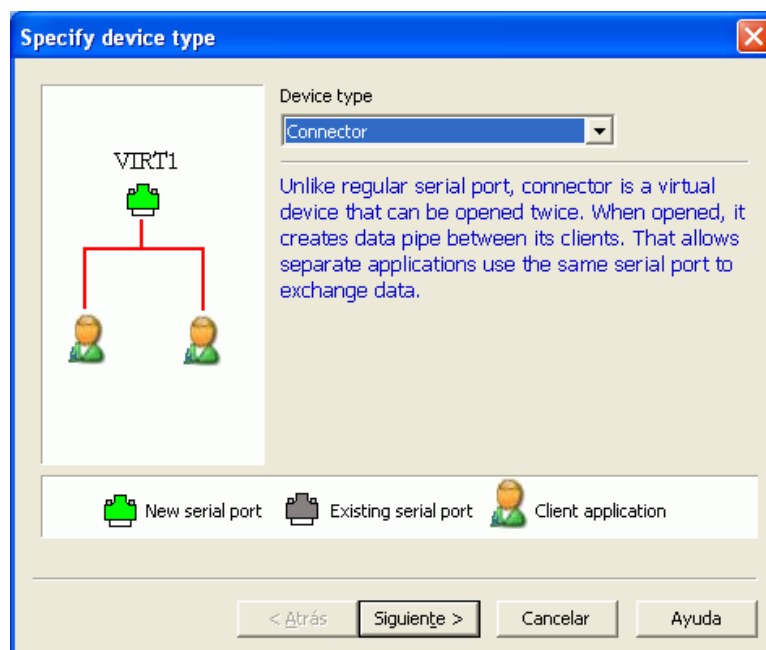 Specify device type
Device type
Connector
VIRT1
Unlike regular serial port, connector is a virtual
device that can be opened twice. When opened, it
creates data pipe between its clients. That allows
separate applications use the same serial port to
exchange data.
New serial port
Existing serial port
Client application
< Atrás
Siguiente >
Cancelar
Ayuda